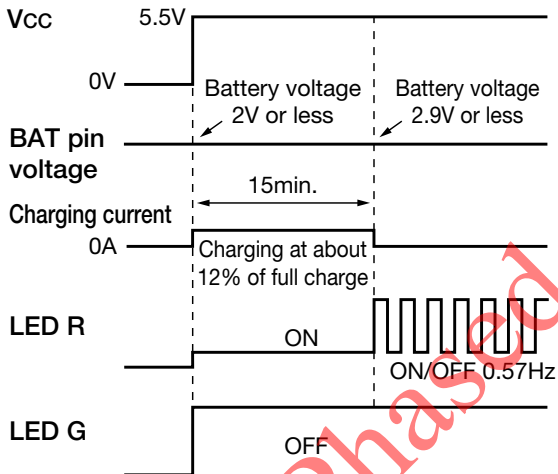 Vcc 5.5V
0V
Battery voltage
2V or less
Battery voltage
2.9V or less
BAT pin
voltage
15min.
Charging current
0A
Charging at about
12% of full charge
LED R
ON
ON/OFF 0.57Hz
LED G
OFF
Phased